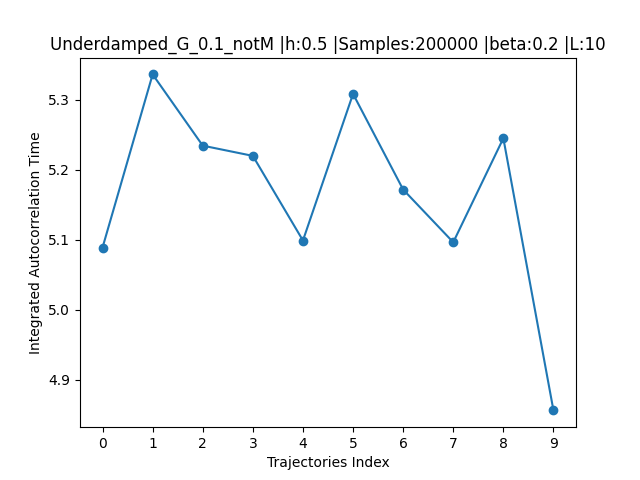 Underdamped_G_0.1_notM |h:0.5 |Samples:200000 |beta:0.2 |L:10
Integrated Autocorrelation Time
5.3
5.2
5.1
5.0
4.9
0 1 2 3 4 5 6 7 8 9
Trajectories Index